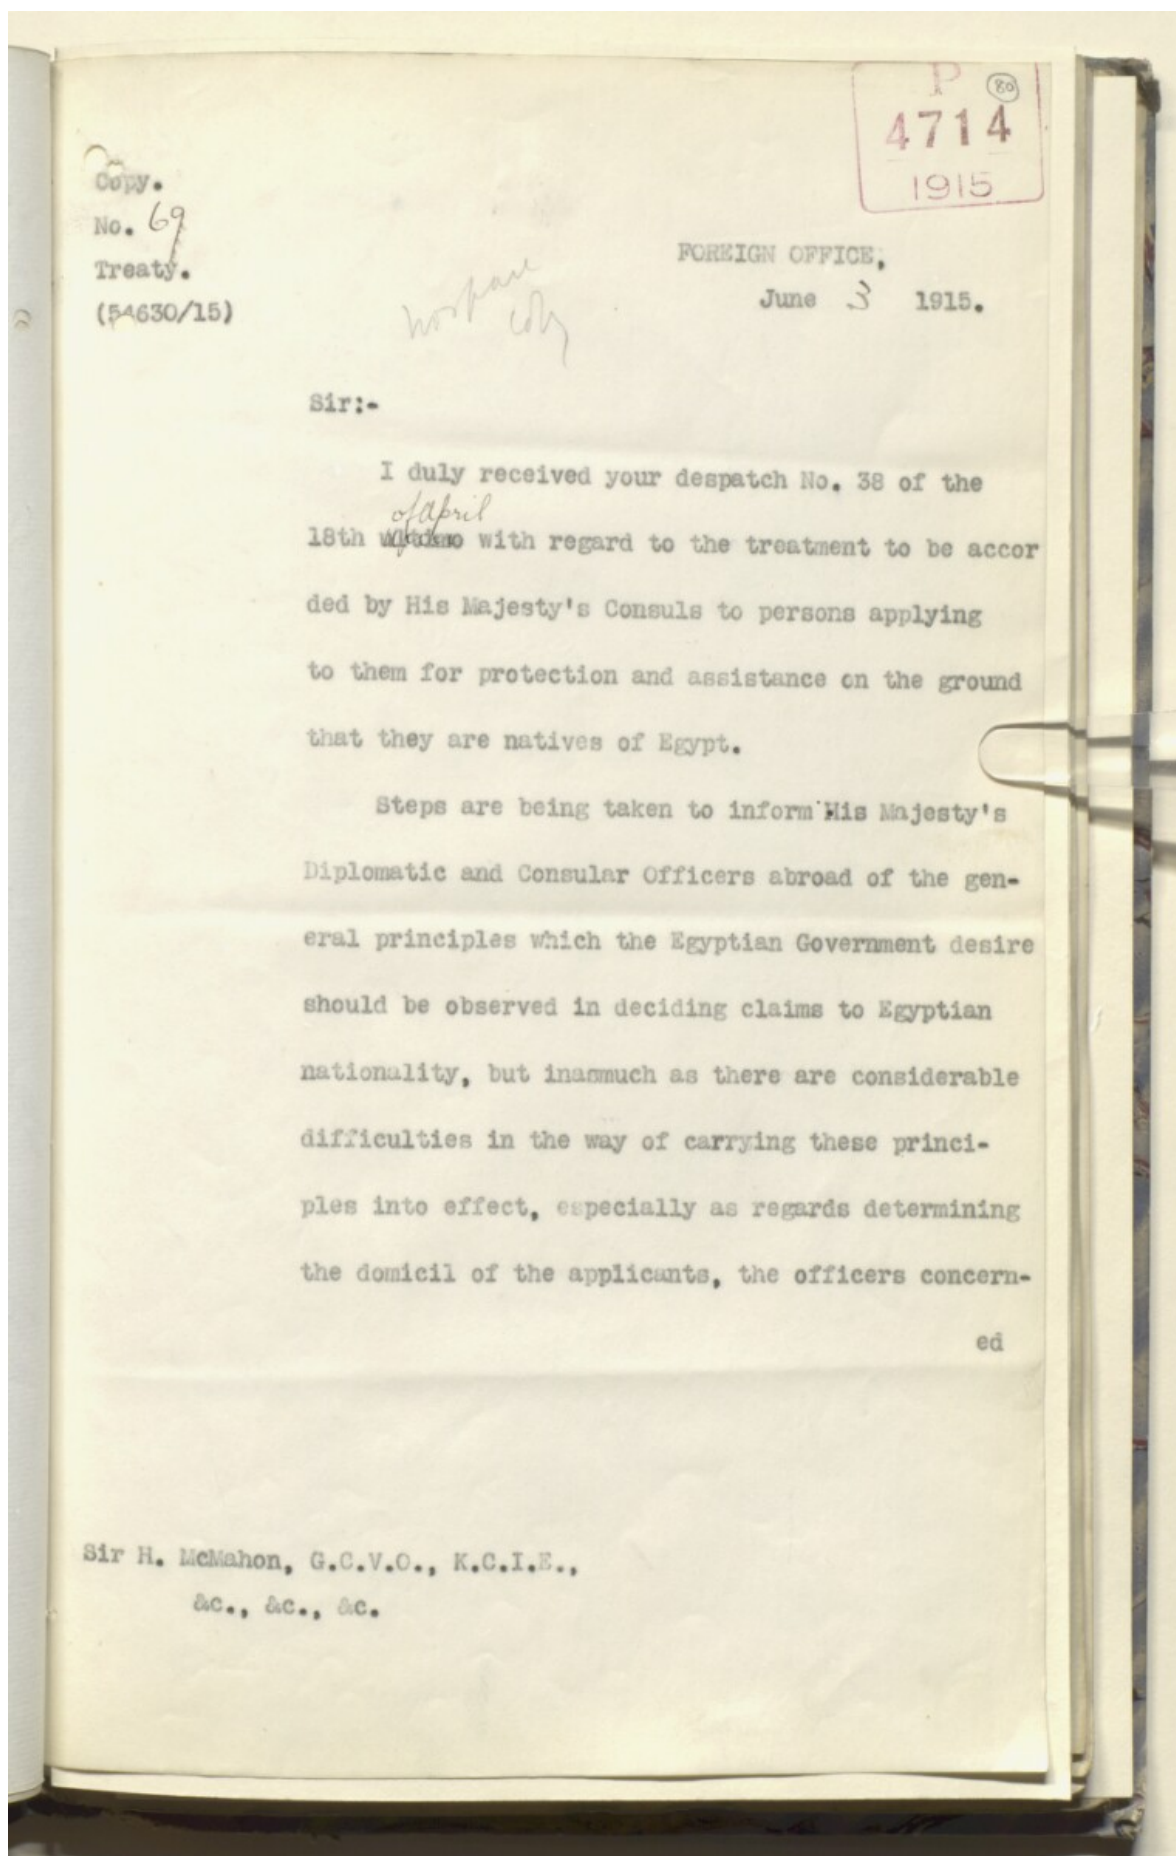 P
80
4714
1915
Copy.
No. 69
Treaty.
(54630/15)
no spare
copy
FOREIGN OFFICE,
June 3 1915.
Sir:-
I duly received your despatch No. 38 of the
of April
18th ultimo with regard to the treatment to be accor
ded by His Majesty's Consuls to persons applying
to them for protection and assistance on the ground
that they are natives of Egypt.
Steps are being taken to inform His Majesty's
Diplomatic and Consular Officers abroad of the gen-
eral principles which the Egyptian Government desire
should be observed in deciding claims to Egyptian
nationality, but inasmuch as there are considerable
difficulties in the way of carrying these princi-
ples into effect, especially as regards determining
the domicil of the applicants, the officers concern-
ed
Sir H. McMahon, G.C.V.O., K.C.I.E.,
&c., &c., &c.